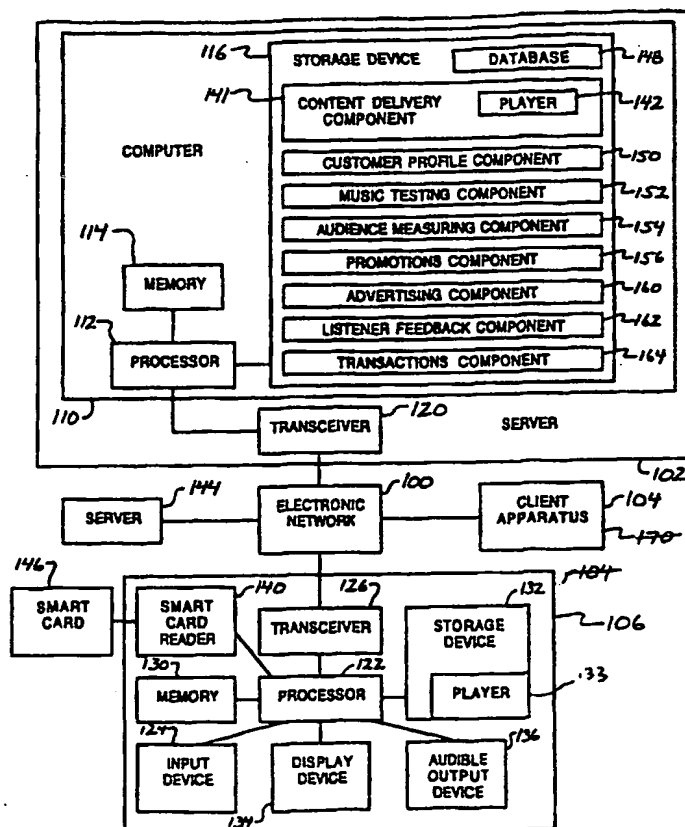 116
STORAGE DEVICE
DATABASE
148
141
CONTENT DELIVERY
COMPONENT
PLAYER
142
COMPUTER
CUSTOMER PROFILE COMPONENT
150
MUSIC TESTING COMPONENT
152
114
AUDIENCE MEASURING COMPONENT
154
MEMORY
PROMOTIONS COMPONENT
156
112
ADVERTISING COMPONENT
160
PROCESSOR
LISTENER FEEDBACK COMPONENT
162
TRANSACTIONS COMPONENT
164
110
TRANSCEIVER
120
SERVER
102
144
100
SERVER
ELECTRONIC
NETWORK
CLIENT
APPARATUS
104
170
146
140
126
132
104
SMART
CARD
SMART
CARD
READER
TRANSCEIVER
STORAGE
DEVICE
106
130
122
MEMORY
PROCESSOR
PLAYER
133
124
136
INPUT
DEVICE
DISPLAY
DEVICE
AUDIBLE
OUTPUT
DEVICE
134